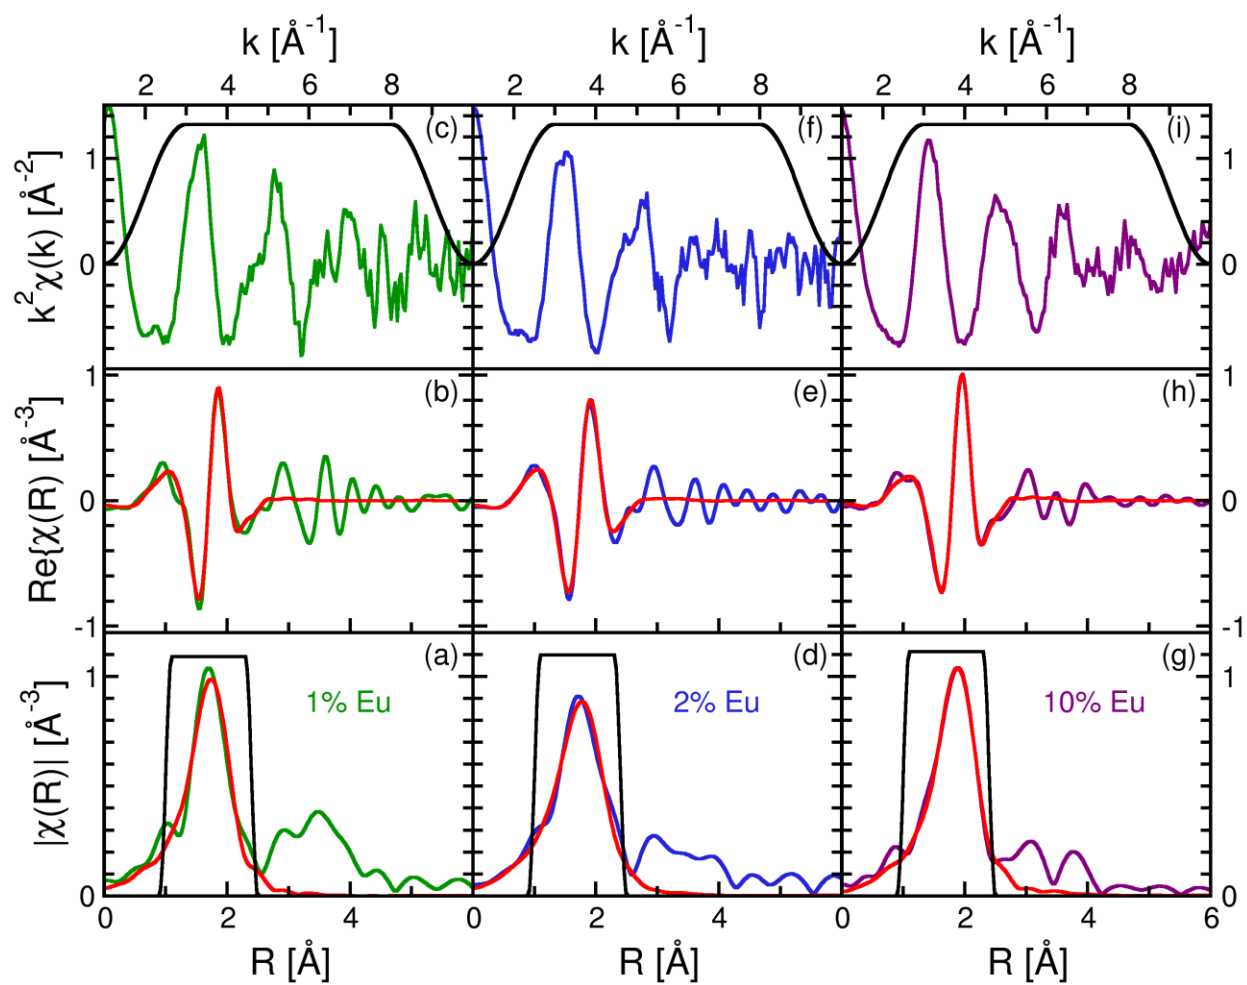 k [Å⁻¹] k [Å⁻¹] k [Å⁻¹]
2 4 6 8 2 4 6 8 2 4 6 8
(c) (f) (i)
k²χ(k) [Å⁻²]
1 1
0 0
(b) (e) (h)
Re{χ(R) [Å⁻³]
1 1
0 0
-1 -1
(a) (d) (g)
|χ(R)| [Å⁻³]
1% Eu 2% Eu 10% Eu
1 1
0 0
0 2 4 0 2 4 0 2 4 6
R [Å] R [Å] R [Å]